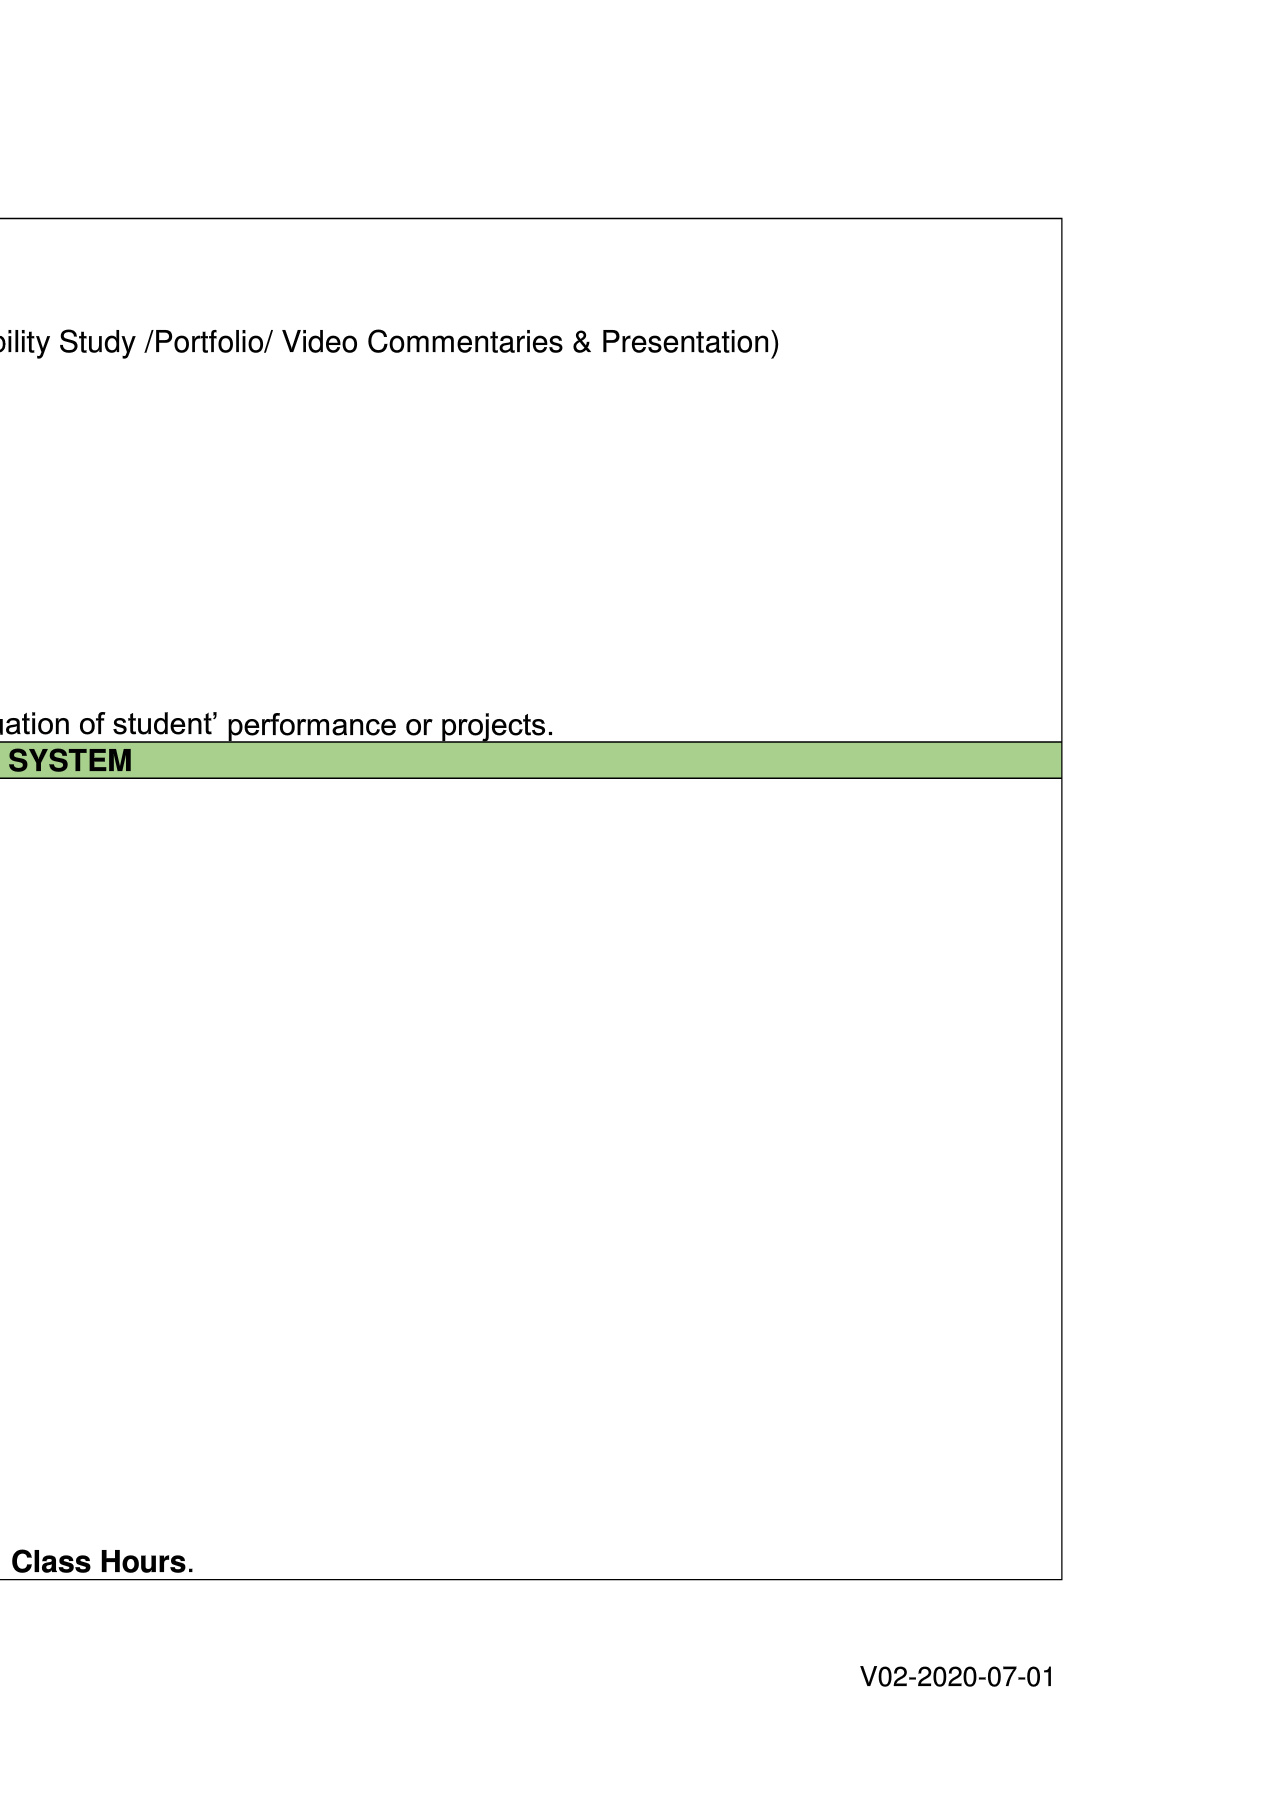 bility Study /Portfolio/ Video Commentaries & Presentation)
uation of student’ performance or projects.
SYSTEM
Class Hours.
V02-2020-07-01